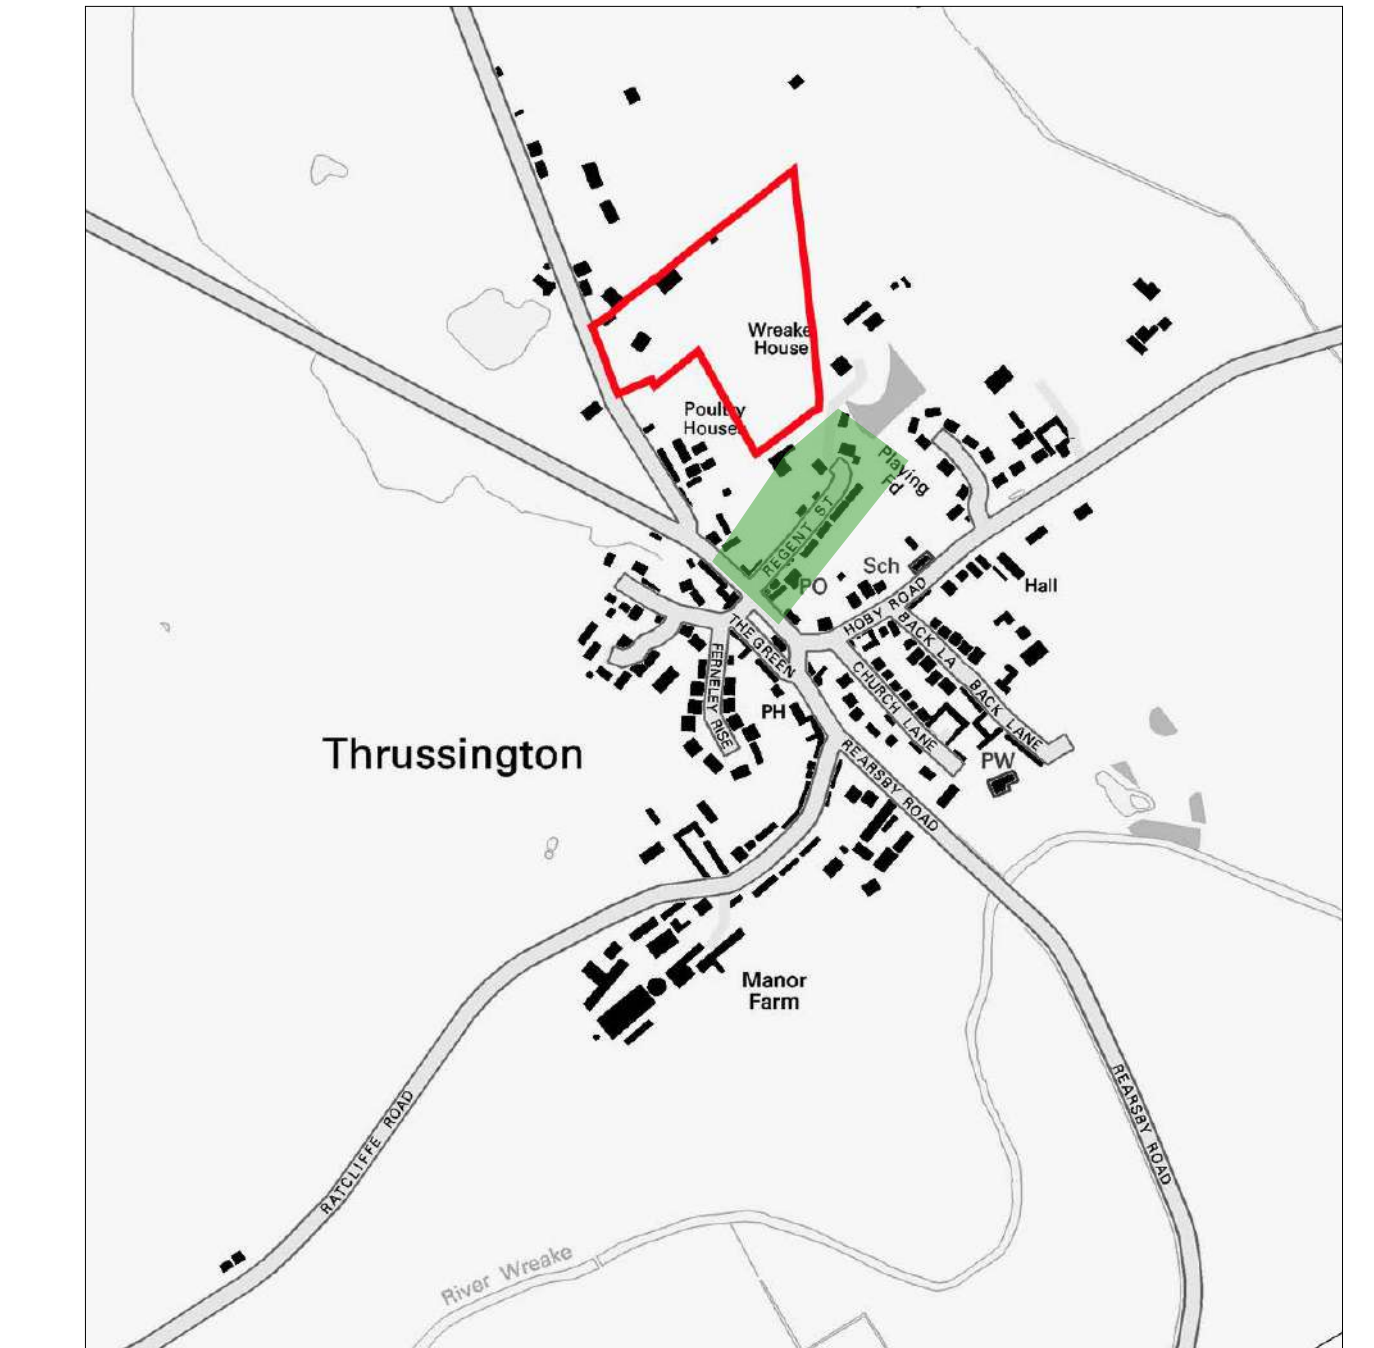 Wreake
House
Poultry
Houses
Playing
Fd
REGENT ST
PO
Sch
HOBY ROAD
Hall
THE GREEN
BACK LA
BACK LANE
FERNELEY RISE
CHURCH LANE
PH
Thrussington
REARSBY ROAD
PW
Manor
Farm
RATCLIFFE ROAD
REARSBY ROAD
River Wreake